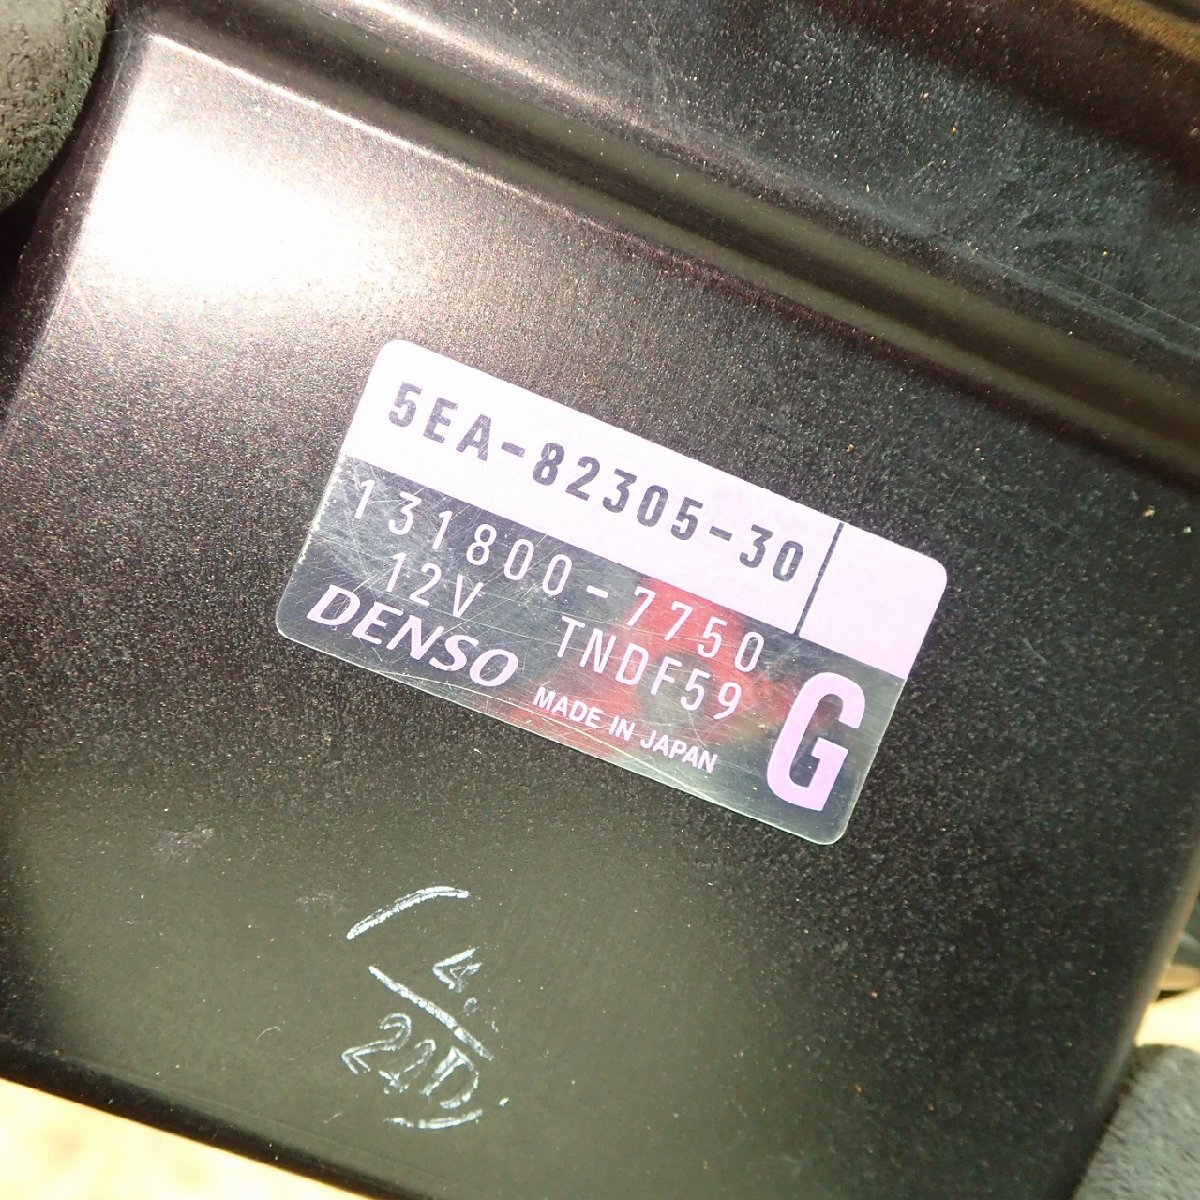 5EA-82305-30
131800-7750
12V TNDF59
DENSO
MADE IN JAPAN
G